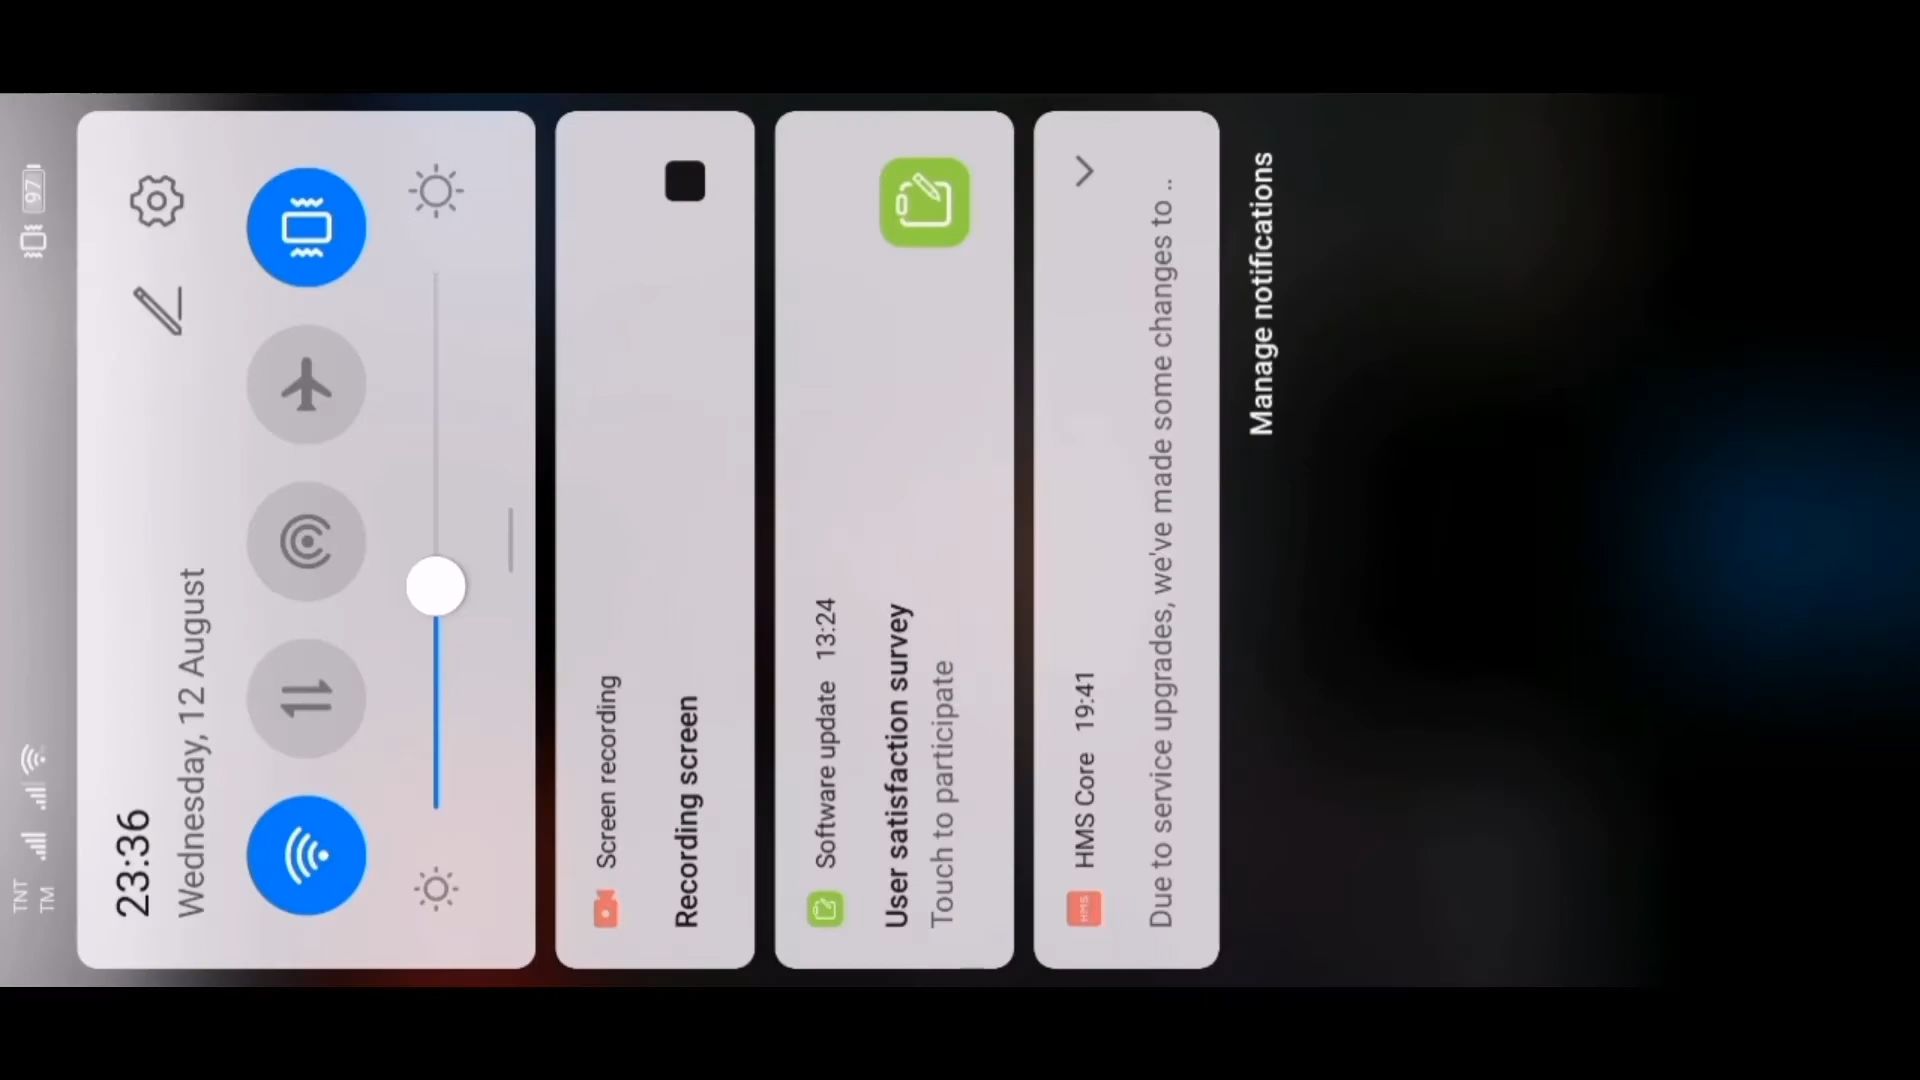 TNT
TM
97
23:36
Wednesday, 12 August
Screen recording
Recording screen
Software update 13:24
User satisfaction survey
Touch to participate
HMS
HMS Core 19:41
Due to service upgrades, we've made some changes to ..
Manage notifications